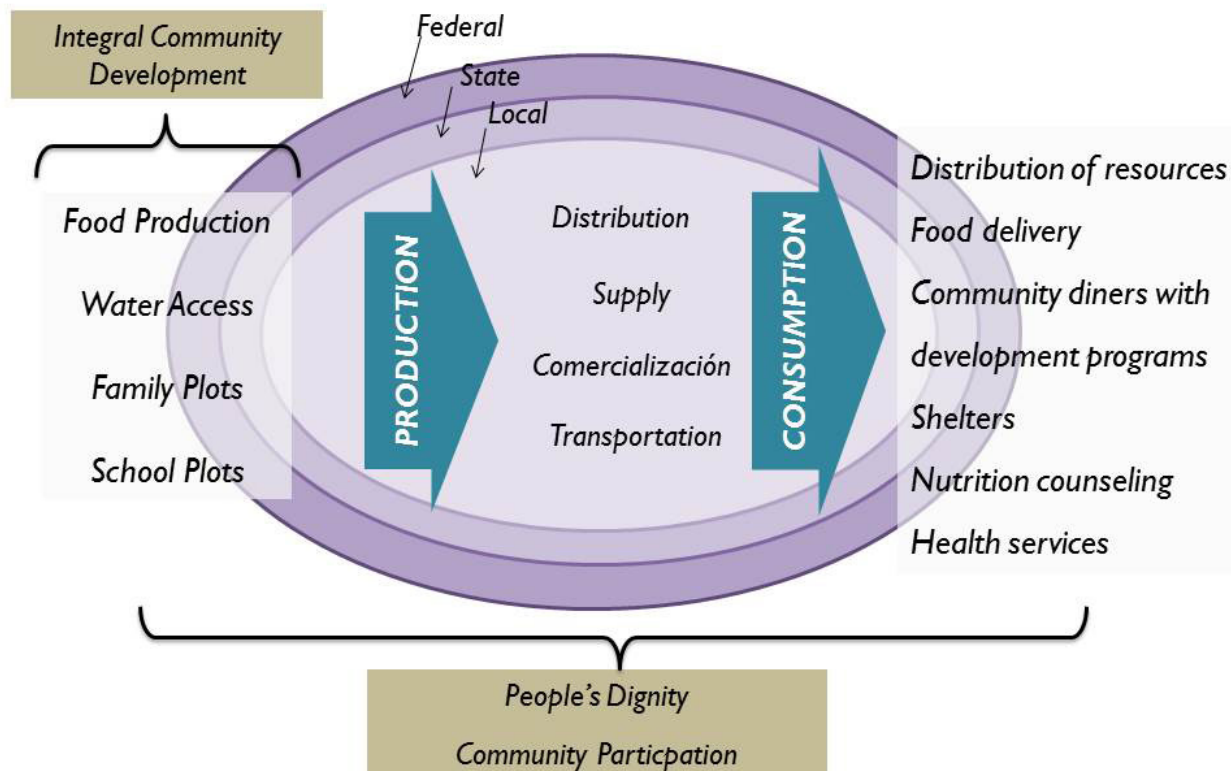 Integral Community
Development
Federal
State
Local
Food Production
Water Access
Family Plots
School Plots
PRODUCTION
Distribution
Supply
Comercialización
Transportation
CONSUMPTION
Distribution of resources
Food delivery
Community diners with
development programs
Shelters
Nutrition counseling
Health services
People's Dignity
Community Particpation